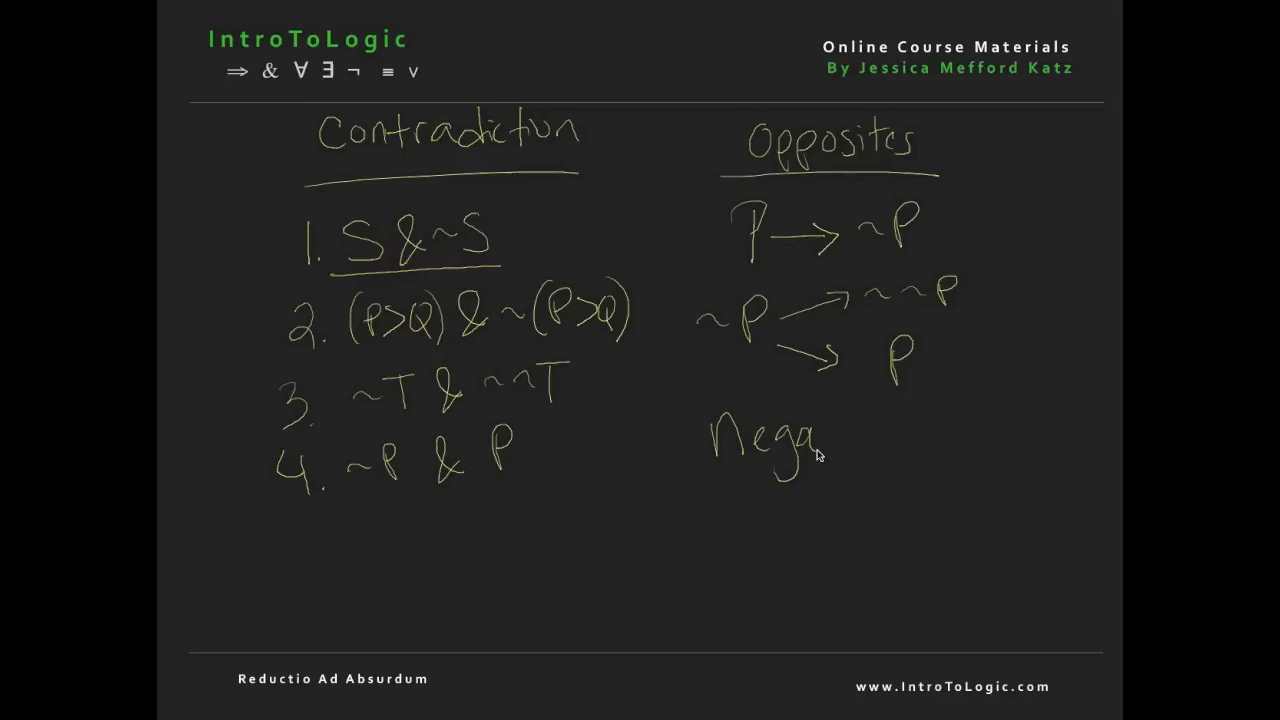 IntroToLogic
⇒ & ∀ ∃ ¬ ≡ ∨
Online Course Materials
By Jessica Mefford Katz
Contradiction
1. S & ~S
2. (P>Q) & ~(P>Q)
3. ~T & ~~T
4. ~P & P
Opposites
P → ~P
~P → ~~P
→ P
Nega
Reductio Ad Absurdum
www.IntroToLogic.com